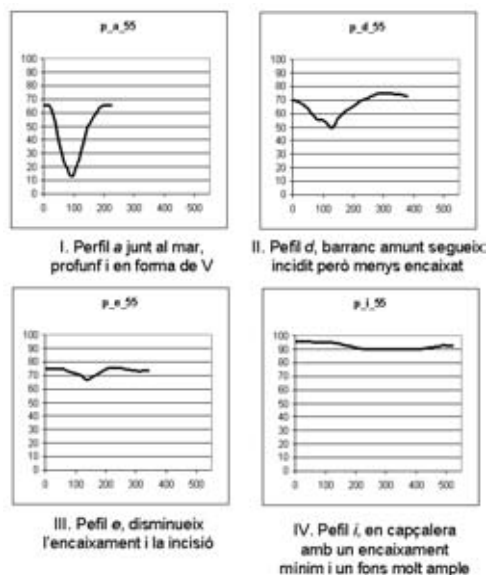 p_a_55
100
90
80
70
60
50
40
30
20
10
0
0 100 200 300 400 500
I. Perfil a junt al mar,
profunf i en forma de V
p_d_55
100
90
80
70
60
50
40
30
20
10
0
0 100 200 300 400 500
II. Pefil d, barranc amunt segueix
incidit però menys encaixat
p_e_55
100
90
80
70
60
50
40
30
20
10
0
0 100 200 300 400 500
III. Pefil e, disminueix
l'encaixament i la incisió
p_i_55
100
90
80
70
60
50
40
30
20
10
0
0 100 200 300 400 500
IV. Pefil i, en capçalera
amb un encaixament
mínim i un fons molt ample